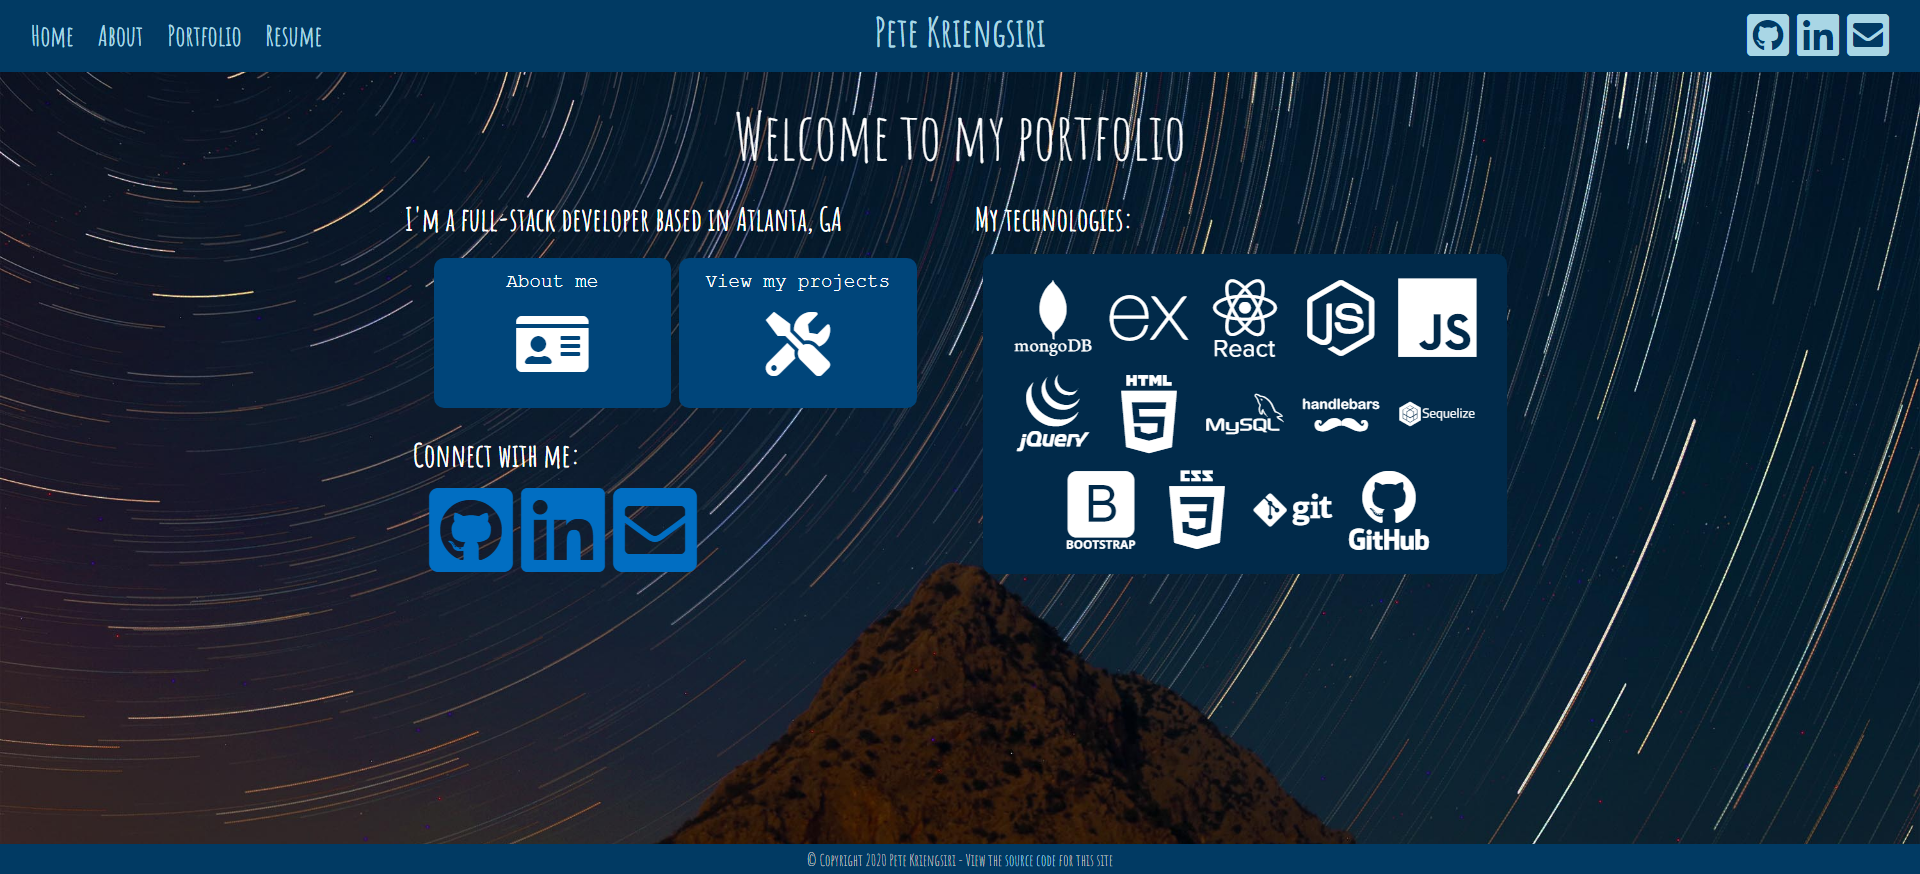 Home About Portfolio Resume
Pete Kriengsiri
Welcome to my portfolio
I'm a full-stack developer based in Atlanta, GA
About me
View my projects
Connect with me:
in
My technologies:
mongoDB
ex
React
JS
JS
jQuery
HTML
5
MySQL
handlebars
Sequelize
B
BOOTSTRAP
CSS
3
git
GitHub
© Copyright 2020 Pete Kriengsiri - View the source code for this site